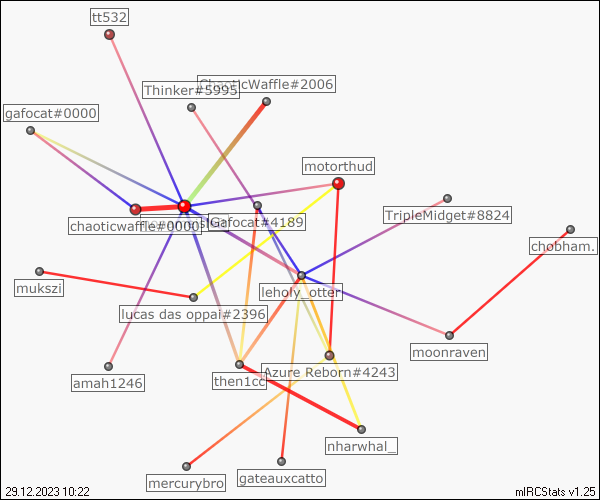 tt532
ChaoticWaffle#2006
Thinker#5995
gafocat#0000
motorthud
TripleMidget#8824
Gafocat#4189
chaoticwaffle#0000
chobham.
mukszi
leholy_otter
lucas das oppai#2396
moonraven
Azure Reborn#4243
then1cc
amah1246
nharwhal_
gateauxcatto
mercurybro
29.12.2023 10:22
mIRCStats v1.25